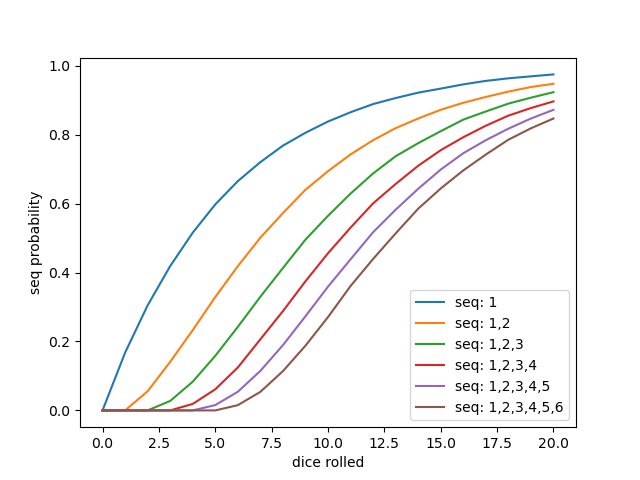 1.0
0.8
0.6
0.4
0.2
0.0
seq probability
seq: 1
seq: 1,2
seq: 1,2,3
seq: 1,2,3,4
seq: 1,2,3,4,5
seq: 1,2,3,4,5,6
0.0 2.5 5.0 7.5 10.0 12.5 15.0 17.5 20.0
dice rolled